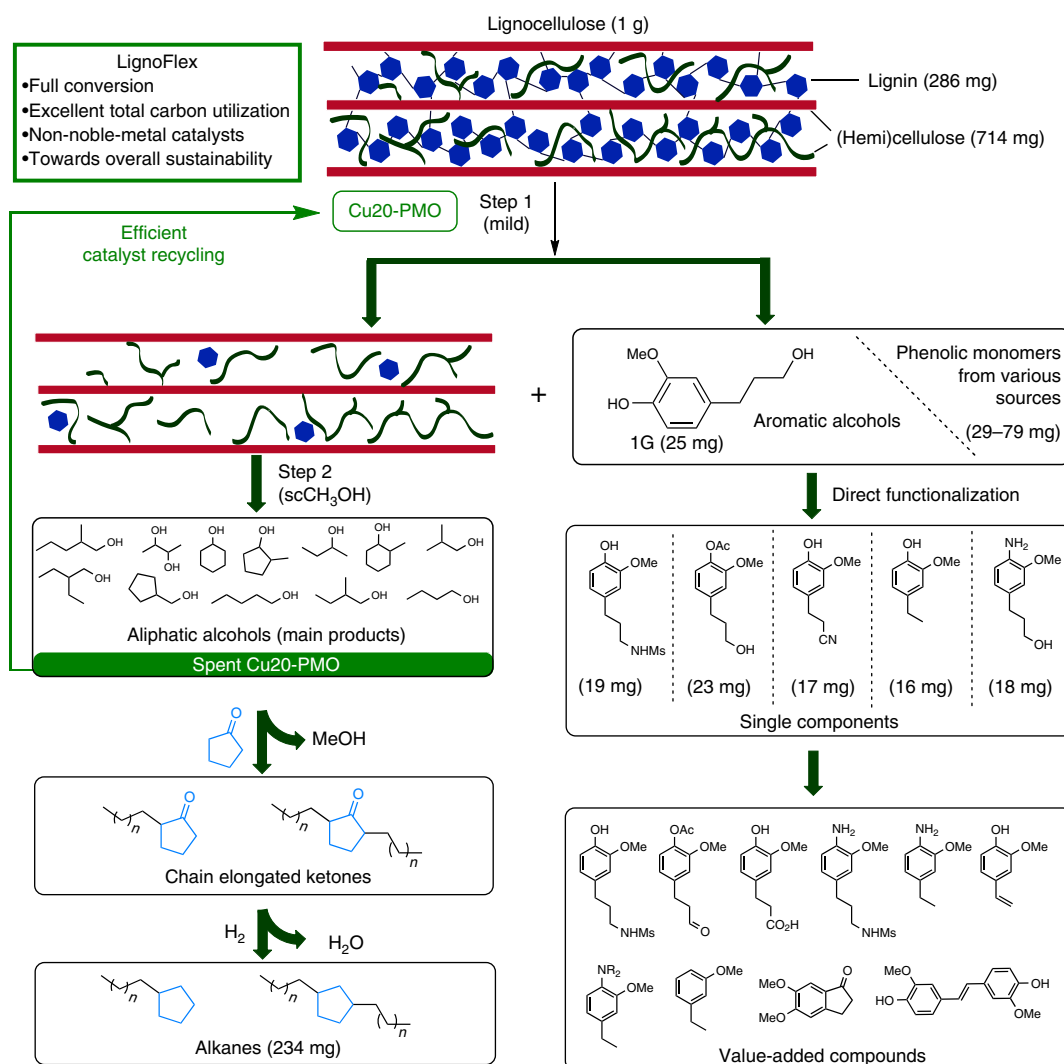 Lignocellulose (1 g)
LignoFlex
•Full conversion
•Excellent total carbon utilization
•Non-noble-metal catalysts
•Towards overall sustainability
Lignin (286 mg)
(Hemi)cellulose (714 mg)
Cu20-PMO
Step 1
(mild)
Efficient
catalyst recycling
+
MeO
OH
HO
1G (25 mg)
Aromatic alcohols
Phenolic monomers
from various
sources
(29–79 mg)
Step 2
(scCH₃OH)
Direct functionalization
OH
OH
OH
OH
OH
OH
OH
OH
OH
OH
OH
OH
OH
Aliphatic alcohols (main products)
Spent Cu20-PMO
OH
OMe
NHMs
(19 mg)
OAc
OMe
OH
(23 mg)
OH
OMe
CN
(17 mg)
OH
OMe
(16 mg)
NH₂
OMe
OH
(18 mg)
Single components
O
MeOH
O
n
O
n
n
Chain elongated ketones
H₂
H₂O
n
n
n
Alkanes (234 mg)
OH
OMe
NHMs
OAc
OMe
O
OH
OMe
CO₂H
NH₂
OMe
NHMs
NH₂
OMe
OH
OMe
NR₂
OMe
OMe
O
MeO
OMe
MeO
HO
OH
OMe
Value-added compounds